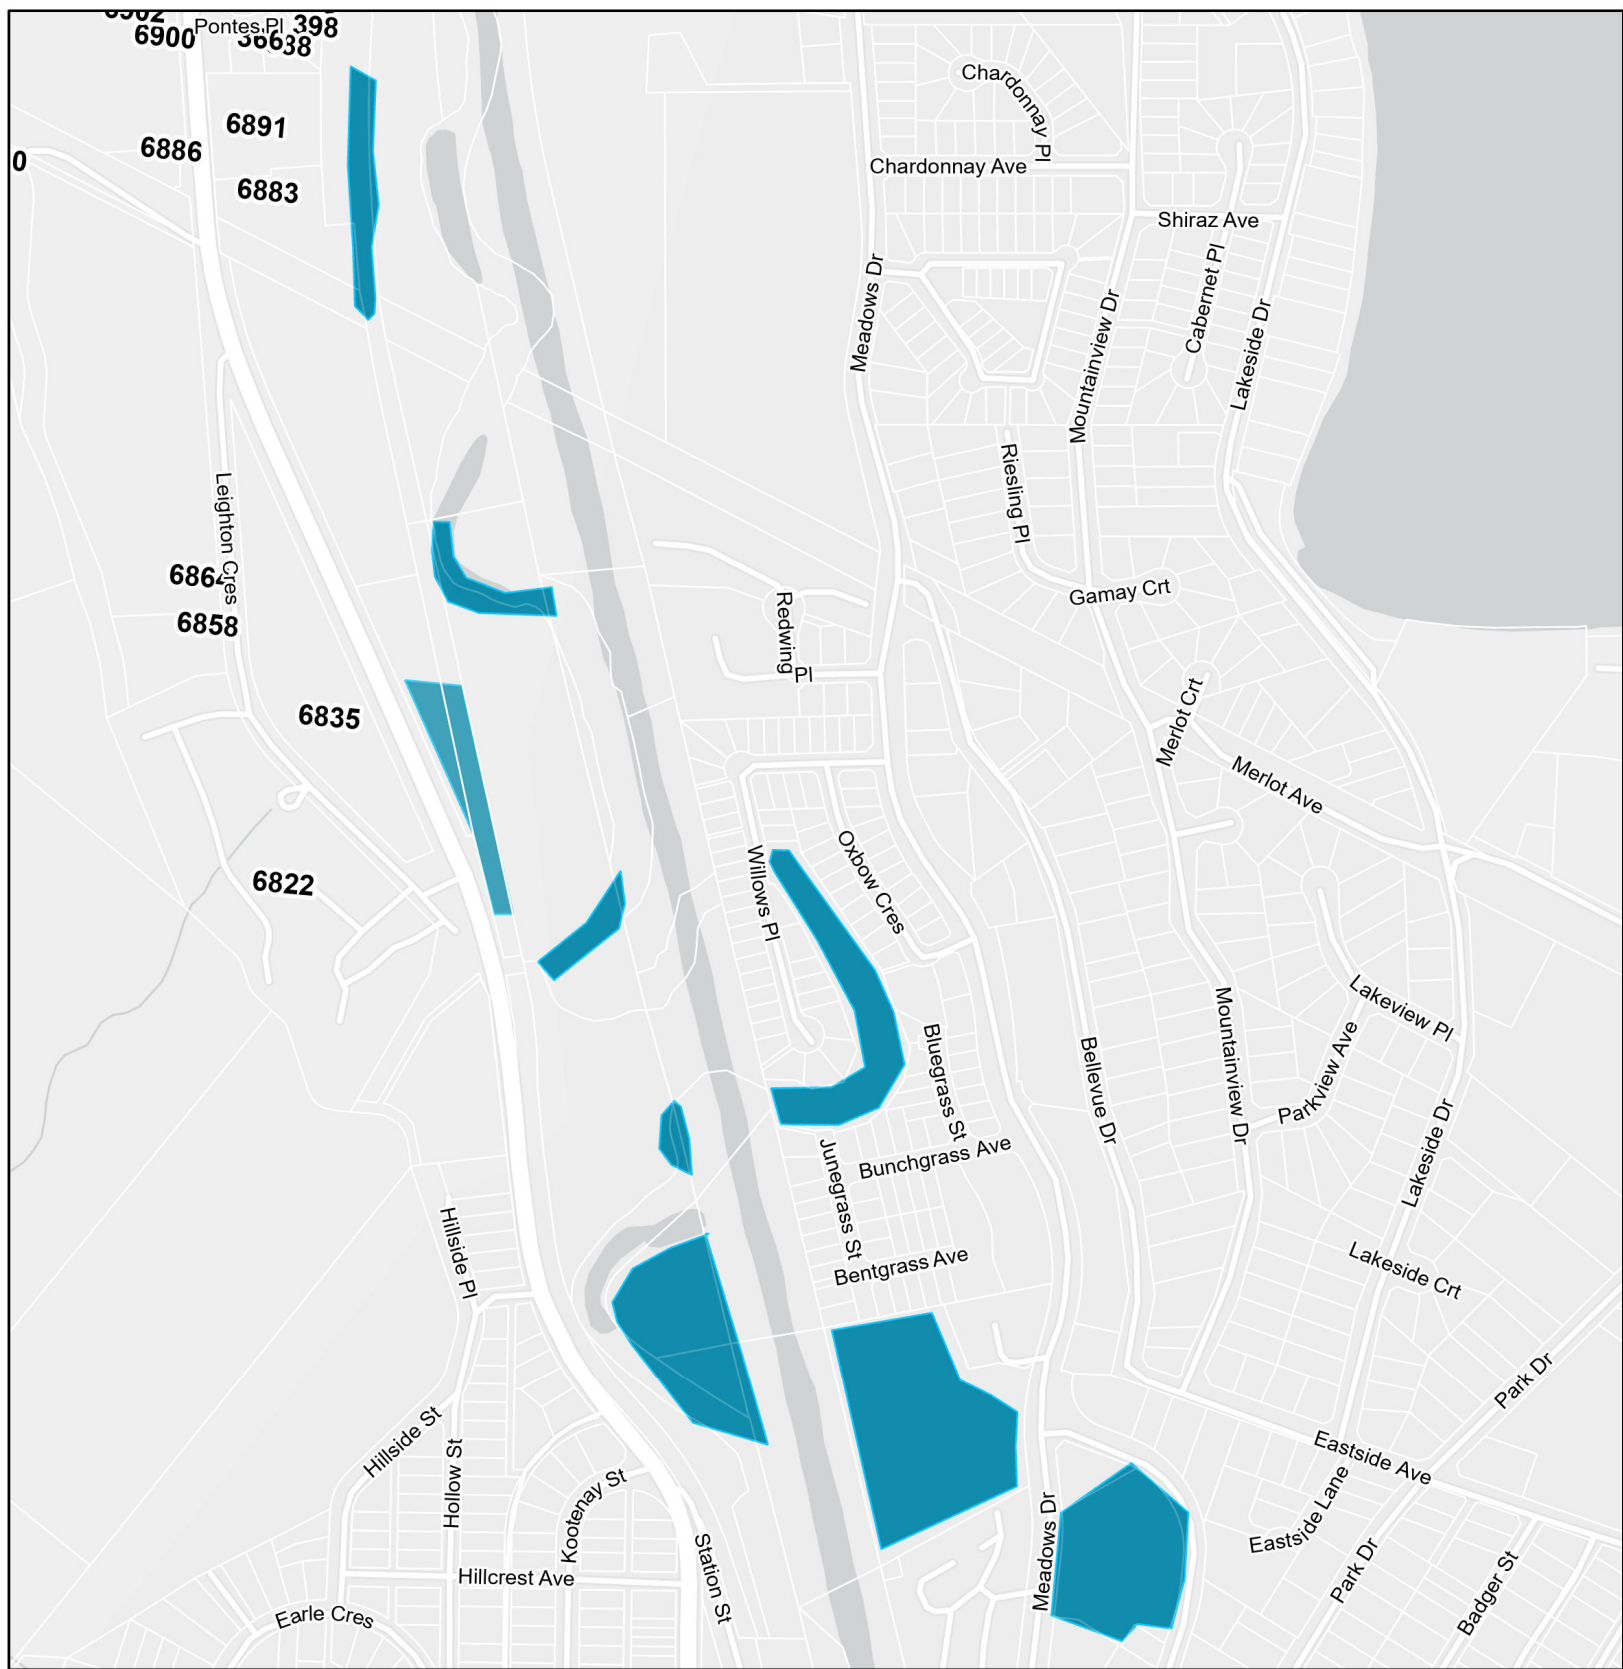 6902
Pontes Pl
398
6900
36638
Chardonnay Pl
6891
6886
0
Chardonnay Ave
6883
Shiraz Ave
Meadows Dr
Cabernet Pl
Mountainview Dr
Lakeside Dr
Riesling Pl
Leighton Cres
6864
Gamay Crt
6858
Redwing Pl
6835
Merlot Crt
Merlot Ave
Oxbow Cres
Willows Pl
6822
Lakeview Pl
Mountainview Dr
Parkview Ave
Bluegrass St
Bellevue Dr
Lakeside Dr
Bunchgrass Ave
Junegrass St
Hillside Pl
Bentgrass Ave
Lakeside Crt
Park Dr
Hillside St
Hollow St
Eastside Ave
Kootenay St
Meadows Dr
Eastside Lane
Station St
Park Dr
Badger St
Hillcrest Ave
Earle Cres